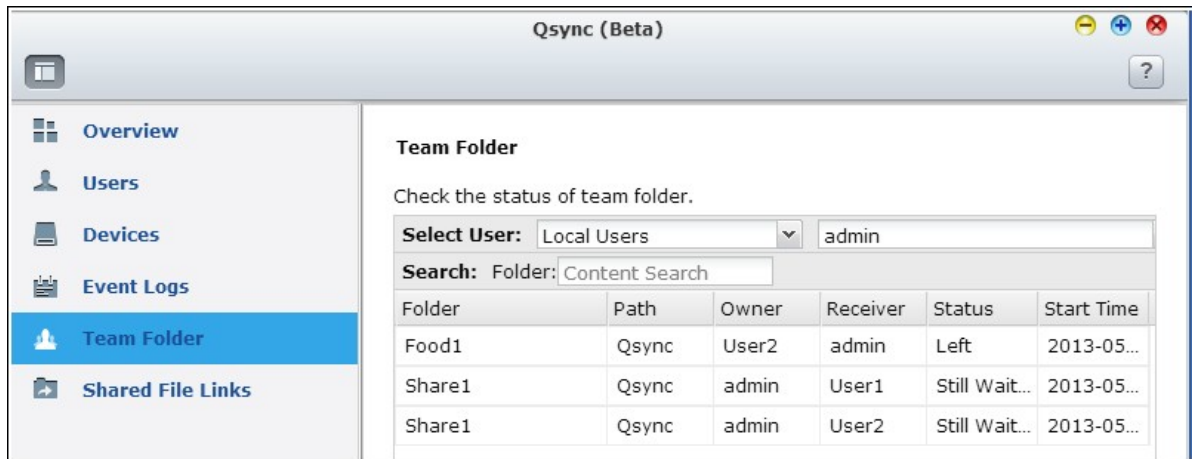 Qsync (Beta)
?
Overview
Users
Devices
Event Logs
Team Folder
Shared File Links
Team Folder
Check the status of team folder.
Select User: Local Users admin
Search: Folder: Content Search
Folder Path Owner Receiver Status Start Time
Food1 Qsync User2 admin Left 2013-05...
Share1 Qsync admin User1 Still Wait... 2013-05...
Share1 Qsync admin User2 Still Wait... 2013-05...